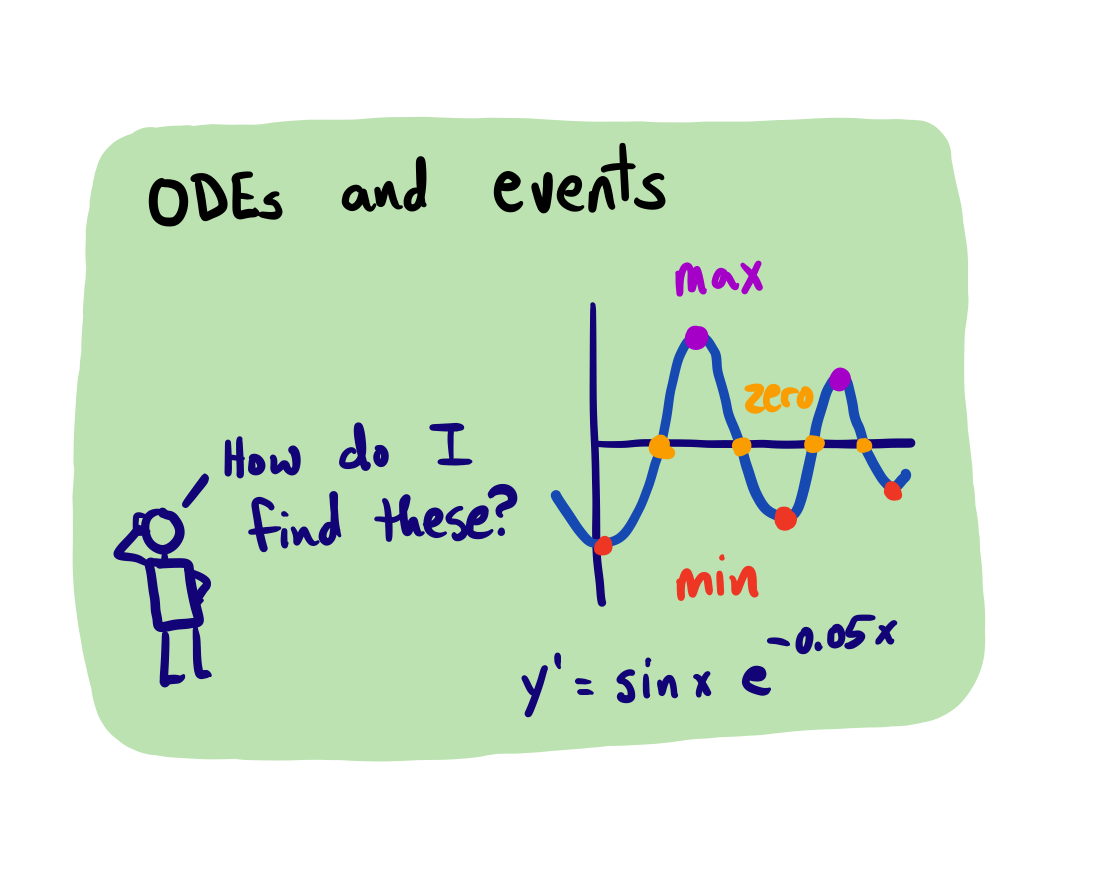 ODEs and events
max
zero
How do I
find these?
min
y' = sin x e^{-0.05x}